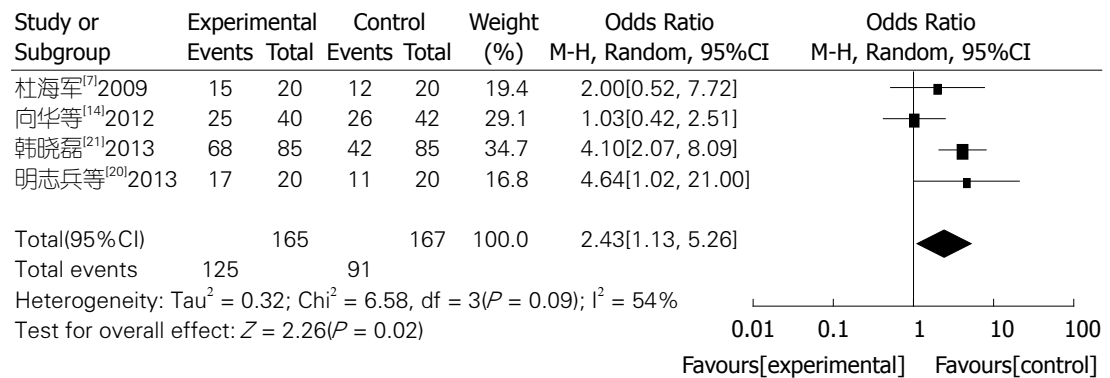 Study or Experimental Control Weight Odds Ratio Odds Ratio
Subgroup Events Total Events Total (%) M-H, Random, 95%CI M-H, Random, 95%CI
杜海军[7]2009 15 20 12 20 19.4 2.00[0.52, 7.72]
向华等[14]2012 25 40 26 42 29.1 1.03[0.42, 2.51]
韩晓磊[21]2013 68 85 42 85 34.7 4.10[2.07, 8.09]
明志兵等[20]2013 17 20 11 20 16.8 4.64[1.02, 21.00]
Total(95%CI) 165 167 100.0 2.43[1.13, 5.26]
Total events 125 91
Heterogeneity: Tau² = 0.32; Chi² = 6.58, df = 3(P = 0.09); I² = 54%
Test for overall effect: Z = 2.26(P = 0.02)
0.01 0.1 1 10 100
Favours[experimental] Favours[control]